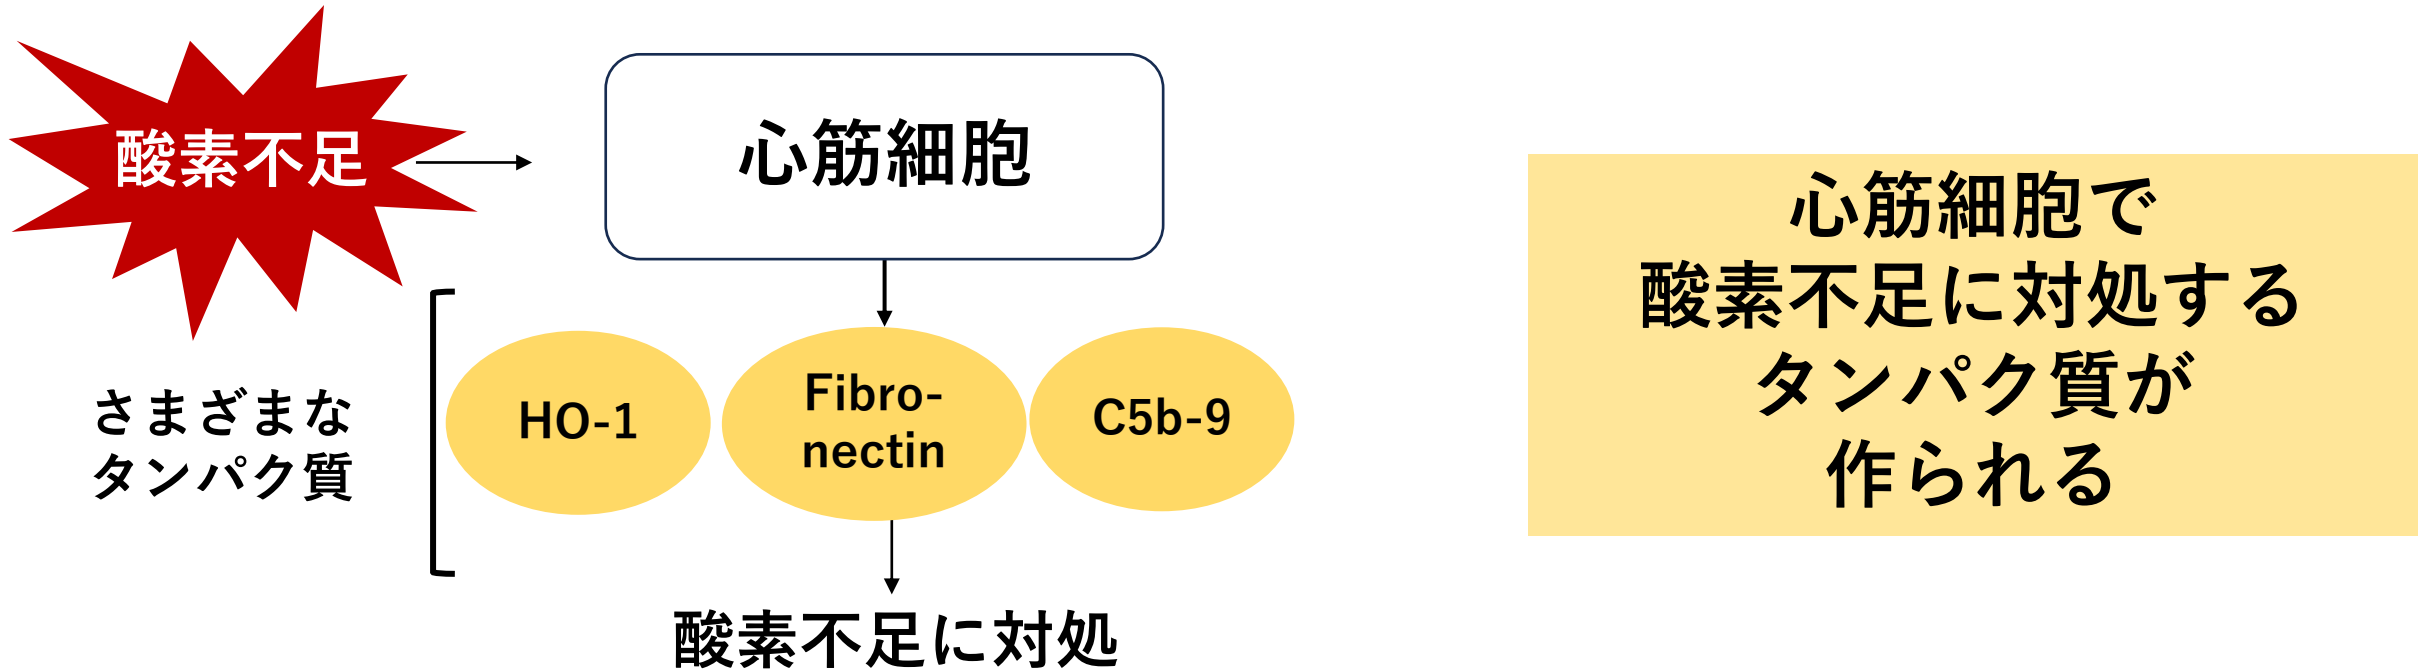 酸素不足
心筋細胞
さまざまな
タンパク質
HO-1
Fibro-
nectin
C5b-9
酸素不足に対処
心筋細胞で
酸素不足に対処する
タンパク質が
作られる